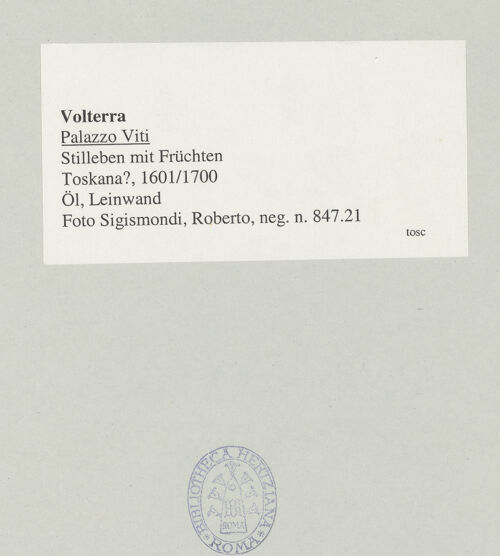 Volterra
Palazzo Viti
Stilleben mit Früchten
Toskana?, 1601/1700
Öl, Leinwand
Foto Sigismondi, Roberto, neg. n. 847.21
tosc
BIBLIOTHECA HERTZIANA
ROMA
ROMA